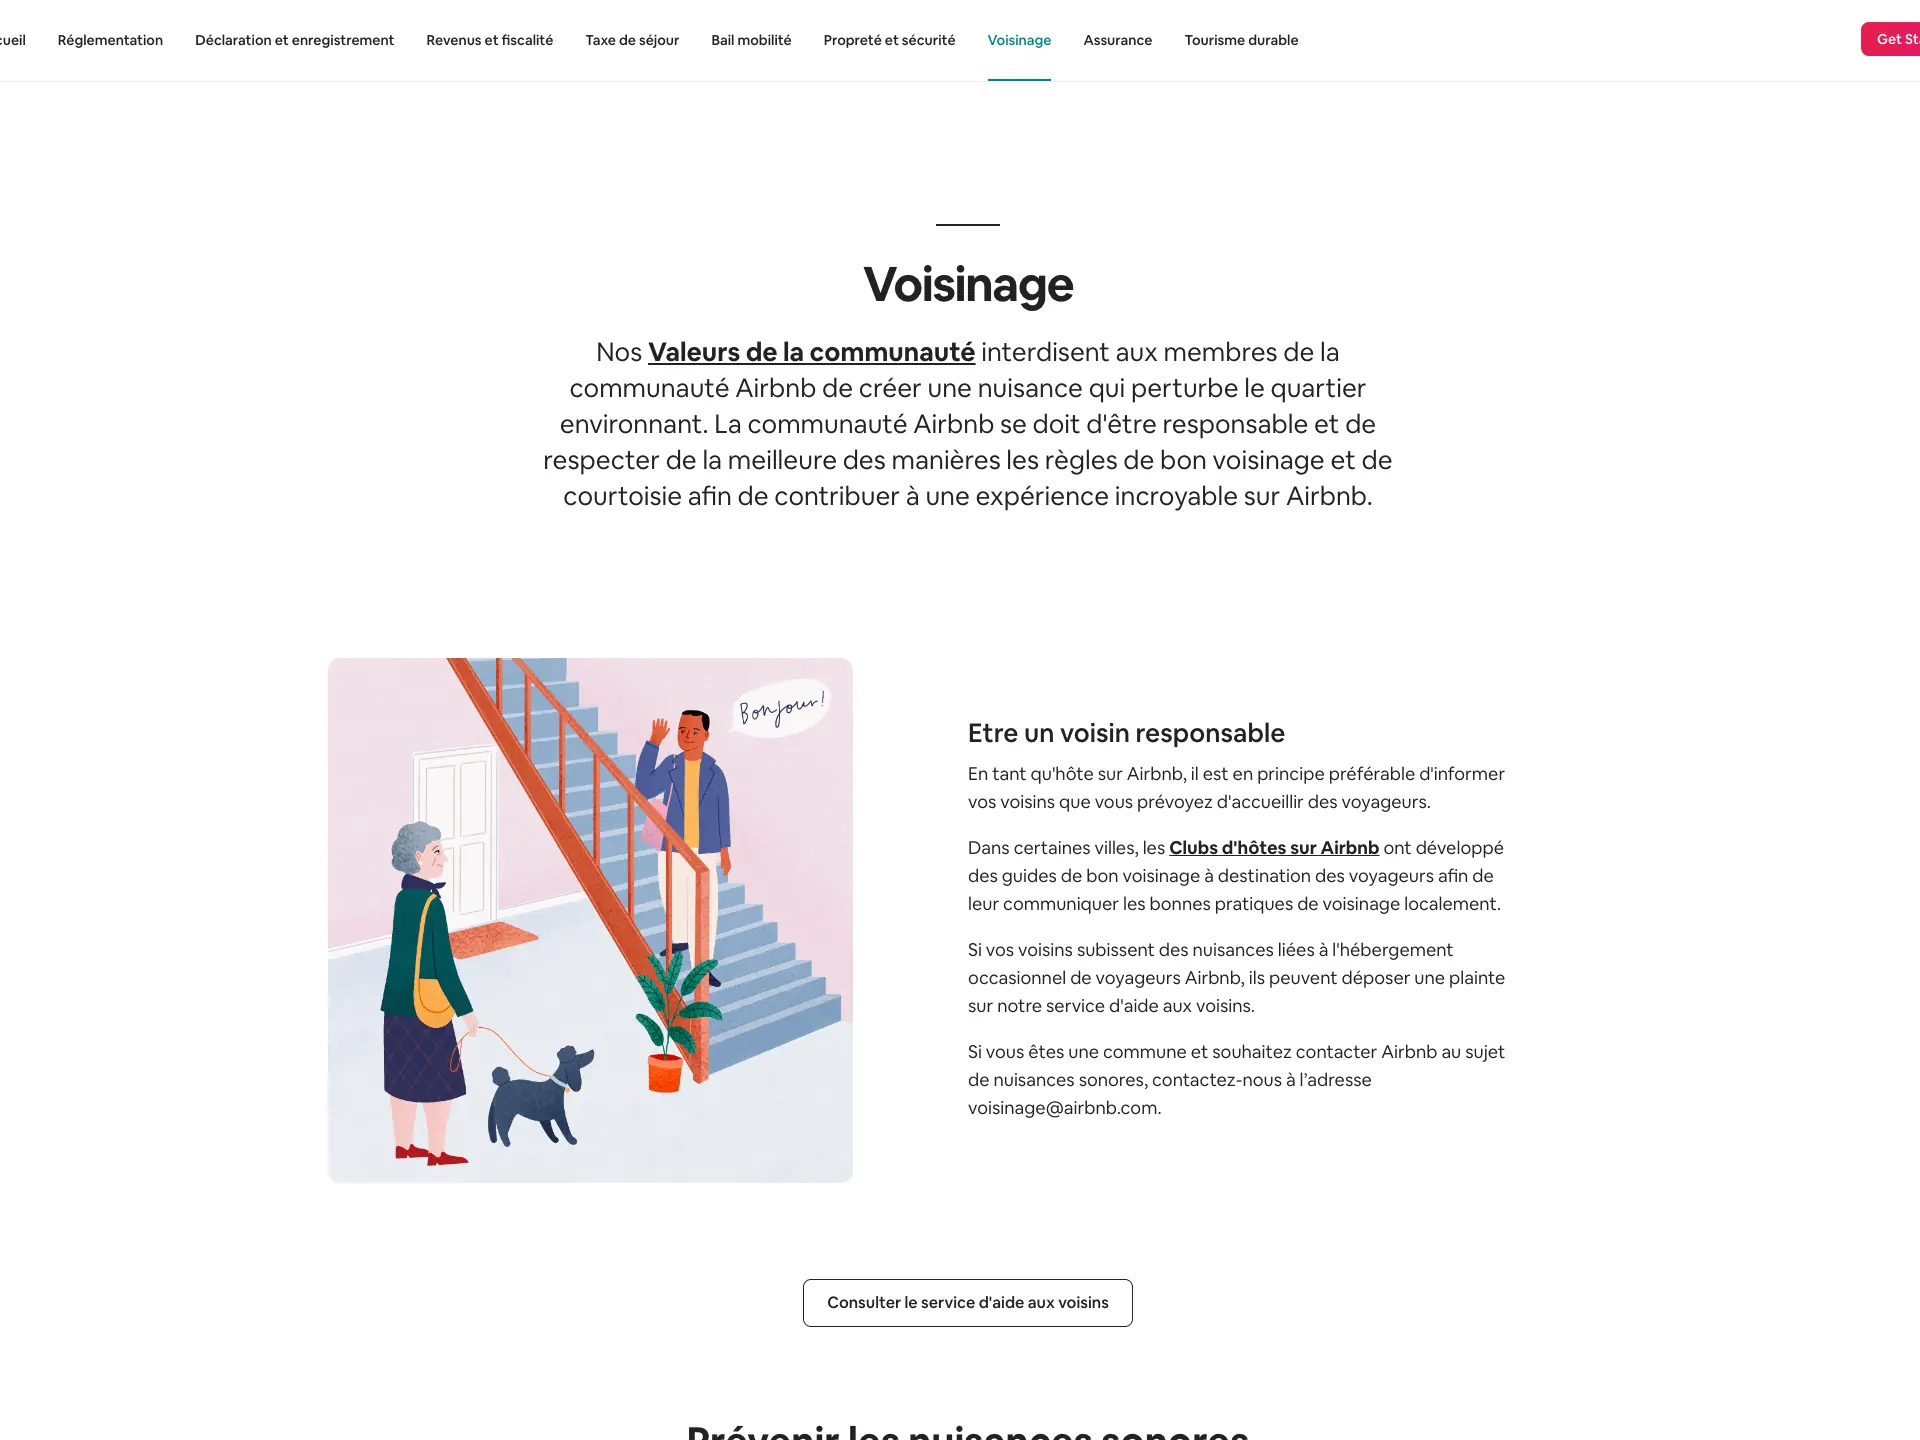 Réglementation
Déclaration et enregistrement
Revenus et fiscalité
Taxe de séjour
Bail mobilité
Propreté et sécurité
Voisinage
Assurance
Tourisme durable
Get
Voisinage
Nos Valeurs de la communauté interdisent aux membres de la
communauté Airbnb de créer une nuisance qui perturbe le quartier
environnant. La communauté Airbnb se doit d'être responsable et de
respecter de la meilleure des manières les règles de bon voisinage et de
courtoisie afin de contribuer à une expérience incroyable sur Airbnb.
Bonjour!
Etre un voisin responsable
En tant qu'hôte sur Airbnb, il est en principe préférable d'informer
vos voisins que vous prévoyez d'accueillir des voyageurs.
Dans certaines villes, les Clubs d'hôtes sur Airbnb ont développé
des guides de bon voisinage à destination des voyageurs afin de
leur communiquer les bonnes pratiques de voisinage localement.
Si vos voisins subissent des nuisances liées à l'hébergement
occasionnel de voyageurs Airbnb, ils peuvent déposer une plainte
sur notre service d'aide aux voisins.
Si vous êtes une commune et souhaitez contacter Airbnb au sujet
de nuisances sonores, contactez-nous à l’adresse
voisinage@airbnb.com.
Consulter le service d'aide aux voisins
Prévenir les nuisances sonores